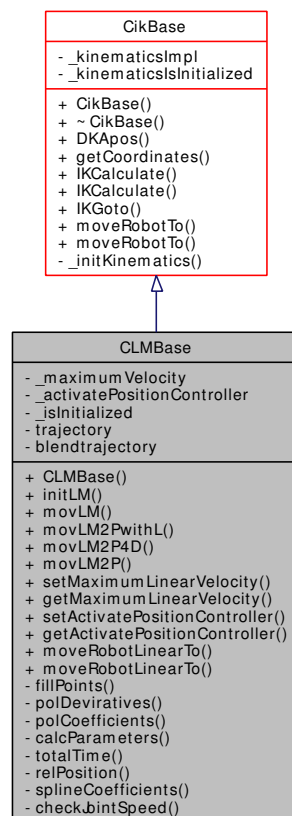 CikBase
- _kinematicsImpl
- _kinematicsIsInitialized
+ CikBase()
+ ~CikBase()
+ DKApos()
+ getCoordinates()
+ IKCalculate()
+ IKCalculate()
+ IKGoto()
+ moveRobotTo()
+ moveRobotTo()
- _initKinematics()
CLMBase
- _maximumVelocity
- _activatePositionController
- _isInitialized
- trajectory
- blendtrajectory
+ CLMBase()
+ initLM()
+ movLM()
+ movLM2PwithL()
+ movLM2P4D()
+ movLM2P()
+ setMaximumLinearVelocity()
+ getMaximumLinearVelocity()
+ setActivatePositionController()
+ getActivatePositionController()
+ moveRobotLinearTo()
+ moveRobotLinearTo()
- fillPoints()
- polDeviratives()
- polCoefficients()
- calcParameters()
- totalTime()
- relPosition()
- splineCoefficients()
- checkJointSpeed()